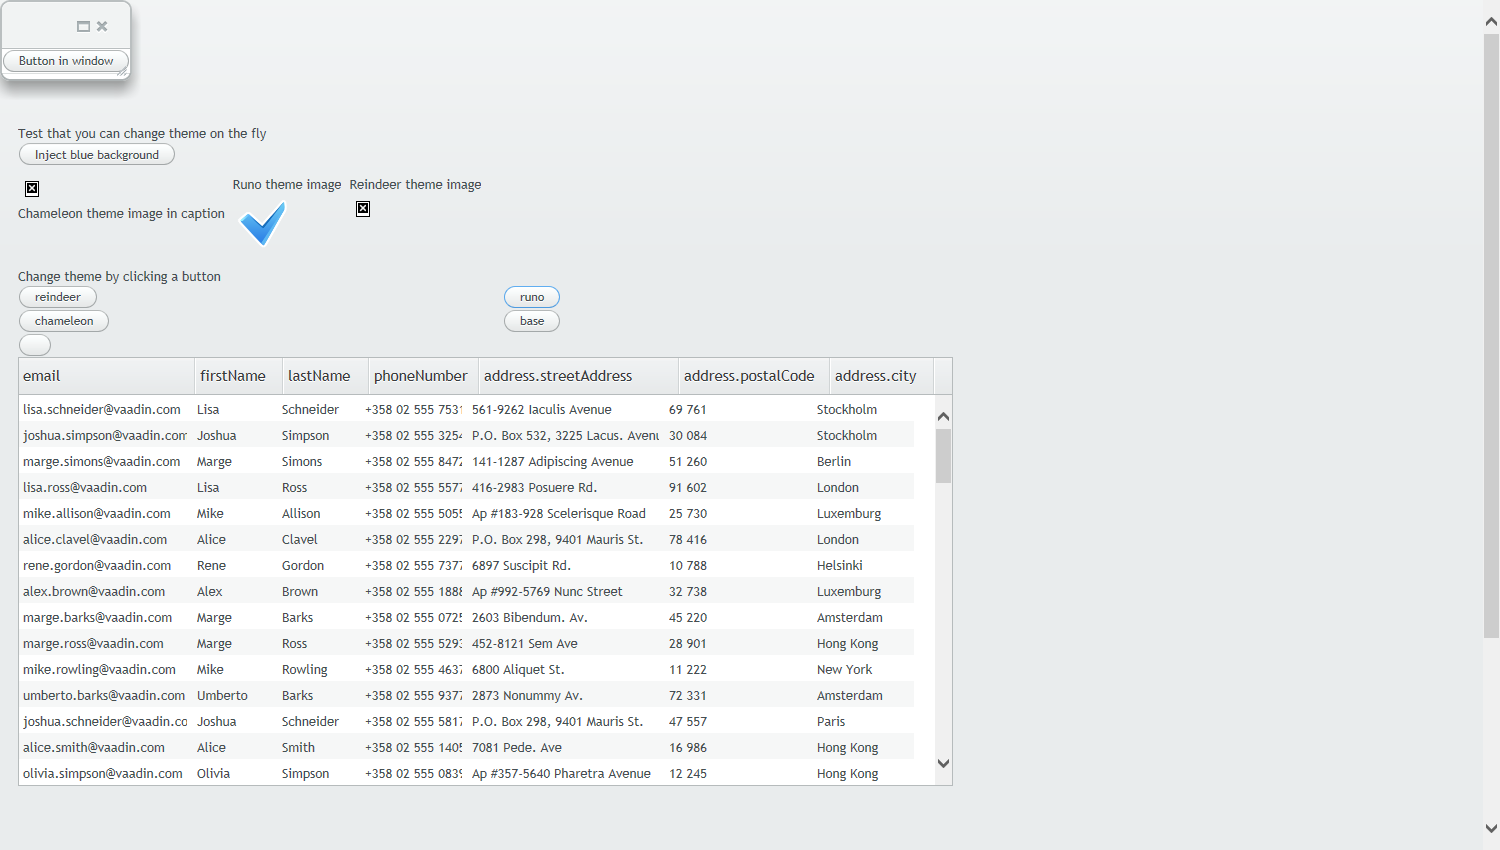 Button in window
Test that you can change theme on the fly
Inject blue background
Runo theme image Reindeer theme image
Chameleon theme image in caption
Change theme by clicking a button
reindeer runo
chameleon base
email firstName lastName phoneNumber address.streetAddress address.postalCode address.city
lisa.schneider@vaadin.com Lisa Schneider +358 02 555 7531 561-9262 Iaculis Avenue 69 761 Stockholm
joshua.simpson@vaadin.com Joshua Simpson +358 02 555 3254 P.O. Box 532, 3225 Lacus. Avenu 30 084 Stockholm
marge.simons@vaadin.com Marge Simons +358 02 555 8472 141-1287 Adipiscing Avenue 51 260 Berlin
lisa.ross@vaadin.com Lisa Ross +358 02 555 5577 416-2983 Posuere Rd. 91 602 London
mike.allison@vaadin.com Mike Allison +358 02 555 5055 Ap #183-928 Scelerisque Road 25 730 Luxemburg
alice.clavel@vaadin.com Alice Clavel +358 02 555 2297 P.O. Box 298, 9401 Mauris St. 78 416 London
rene.gordon@vaadin.com Rene Gordon +358 02 555 7377 6897 Suscipit Rd. 10 788 Helsinki
alex.brown@vaadin.com Alex Brown +358 02 555 1888 Ap #992-5769 Nunc Street 32 738 Luxemburg
marge.barks@vaadin.com Marge Barks +358 02 555 0725 2603 Bibendum. Av. 45 220 Amsterdam
marge.ross@vaadin.com Marge Ross +358 02 555 5293 452-8121 Sem Ave 28 901 Hong Kong
mike.rowling@vaadin.com Mike Rowling +358 02 555 4637 6800 Aliquet St. 11 222 New York
umberto.barks@vaadin.com Umberto Barks +358 02 555 9377 2873 Nonummy Av. 72 331 Amsterdam
joshua.schneider@vaadin.co Joshua Schneider +358 02 555 5817 P.O. Box 298, 9401 Mauris St. 47 557 Paris
alice.smith@vaadin.com Alice Smith +358 02 555 1405 7081 Pede. Ave 16 986 Hong Kong
olivia.simpson@vaadin.com Olivia Simpson +358 02 555 0839 Ap #357-5640 Pharetra Avenue 12 245 Hong Kong